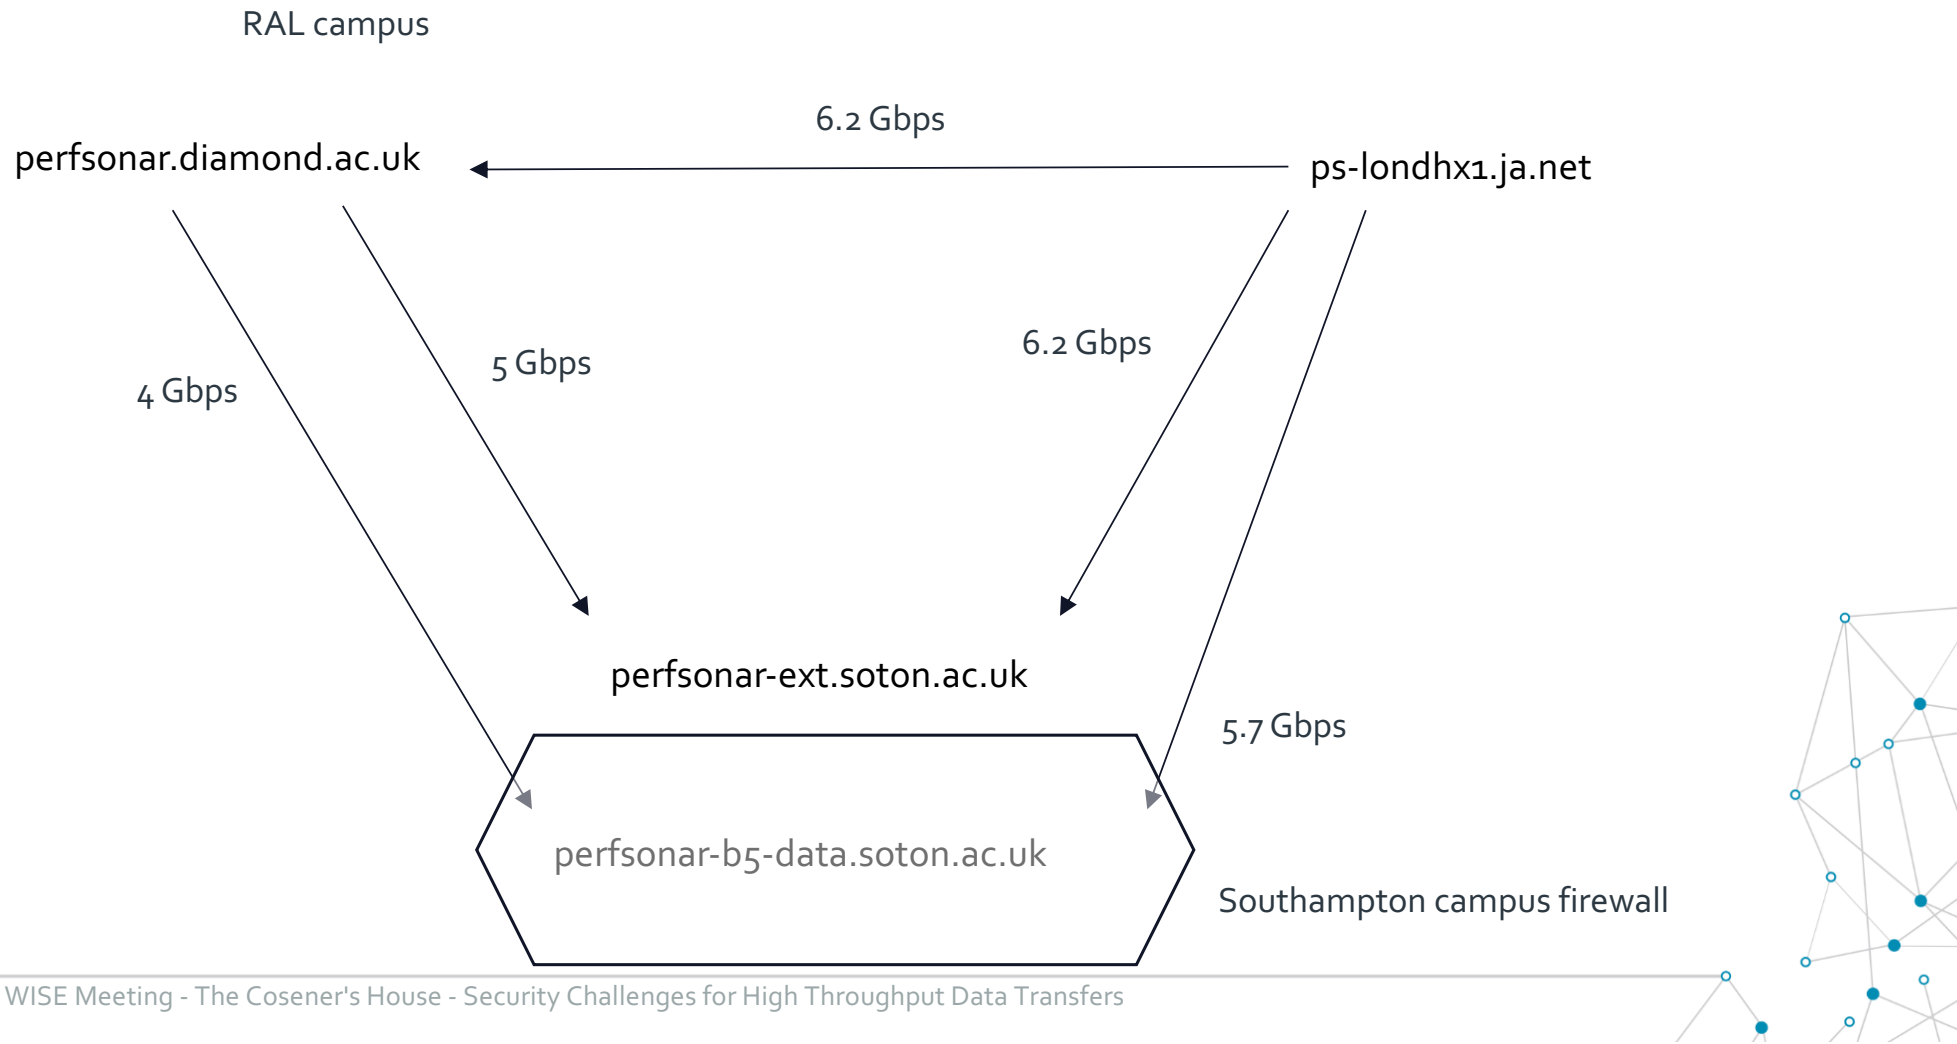 RAL campus
6.2 Gbps
perfsonar.diamond.ac.uk
ps-londhx1.ja.net
6.2 Gbps
5 Gbps
4 Gbps
perfsonar-ext.soton.ac.uk
5.7 Gbps
perfsonar-b5-data.soton.ac.uk
Southampton campus firewall
WISE Meeting - The Cosener's House - Security Challenges for High Throughput Data Transfers